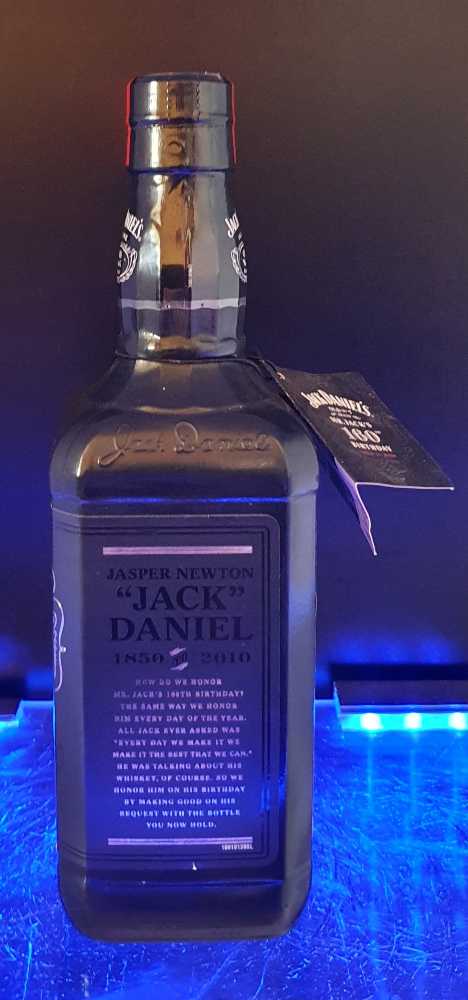 JACK DANIEL'S
MR. JACK'S
160TH
BIRTHDAY
Jack Daniel
JASPER NEWTON
"JACK"
DANIEL
1850 TO 2010
HOW DO WE HONOR
MR. JACK'S 160TH BIRTHDAY?
THE SAME WAY WE HONOR
HIM EVERY DAY OF THE YEAR.
ALL JACK EVER ASKED WAS
"EVERY DAY WE MAKE IT WE
MAKE IT THE BEST THAT WE CAN."
HE WAS TALKING ABOUT HIS
WHISKEY, OF COURSE. SO WE
HONOR HIM ON HIS BIRTHDAY
BY MAKING GOOD ON HIS
REQUEST WITH THE BOTTLE
YOU NOW HOLD.